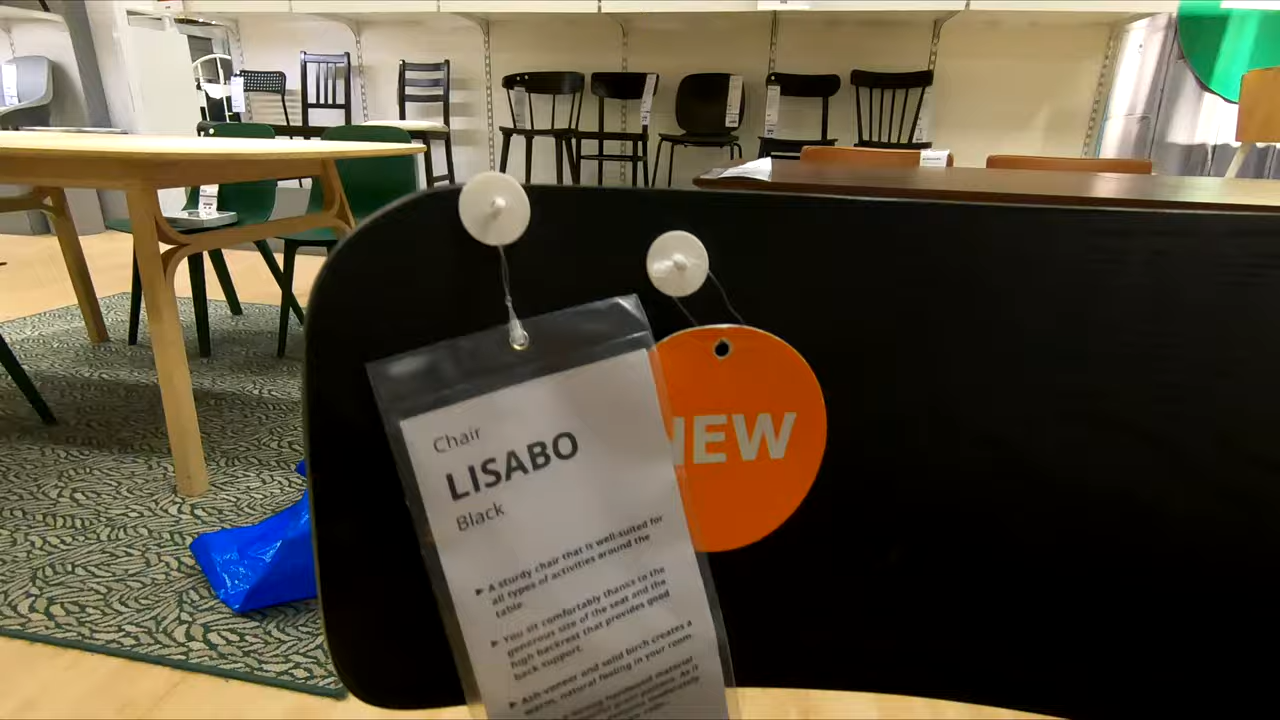 Chair
LISABO
Black
► A sturdy chair that is well-suited for
all types of activities around the
table.
► You sit comfortably thanks to the
generous size of the seat and the
high backrest that provides good
back support.
► Ash veneer and solid birch creates a
warm, natural feeling in your room.
NEW